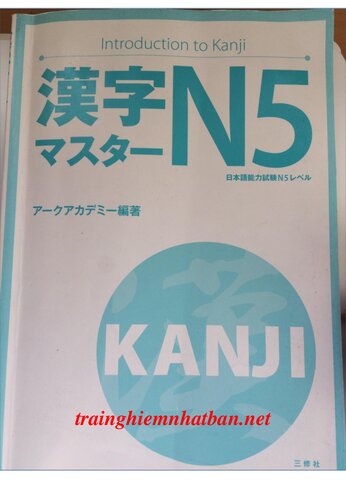 Introduction to Kanji
漢字
マスター
N5
日本語能力試験N5レベル
アークアカデミー編著
KANJI
trainghiemnhatban.net
三修社